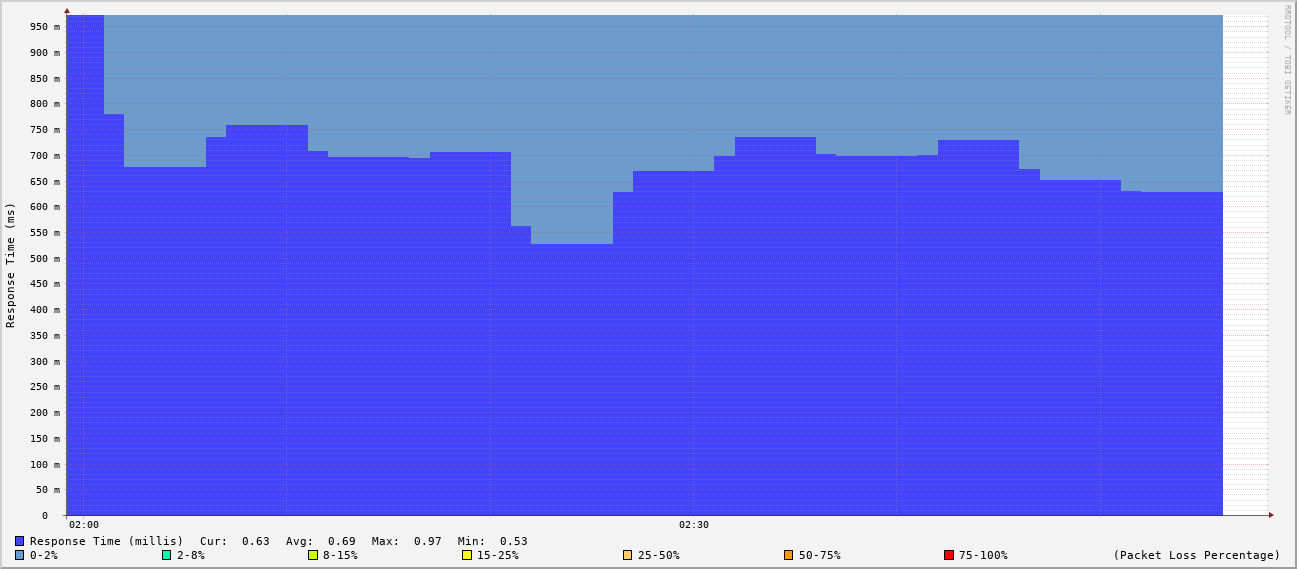 RRDTOOL / TOBI OETIKER
Response Time (ms)
950 m
900 m
850 m
800 m
750 m
700 m
650 m
600 m
550 m
500 m
450 m
400 m
350 m
300 m
250 m
200 m
150 m
100 m
50 m
0
02:00 02:30
Response Time (millis) Cur: 0.63 Avg: 0.69 Max: 0.97 Min: 0.53
0-2% 2-8% 8-15% 15-25% 25-50% 50-75% 75-100% (Packet Loss Percentage)